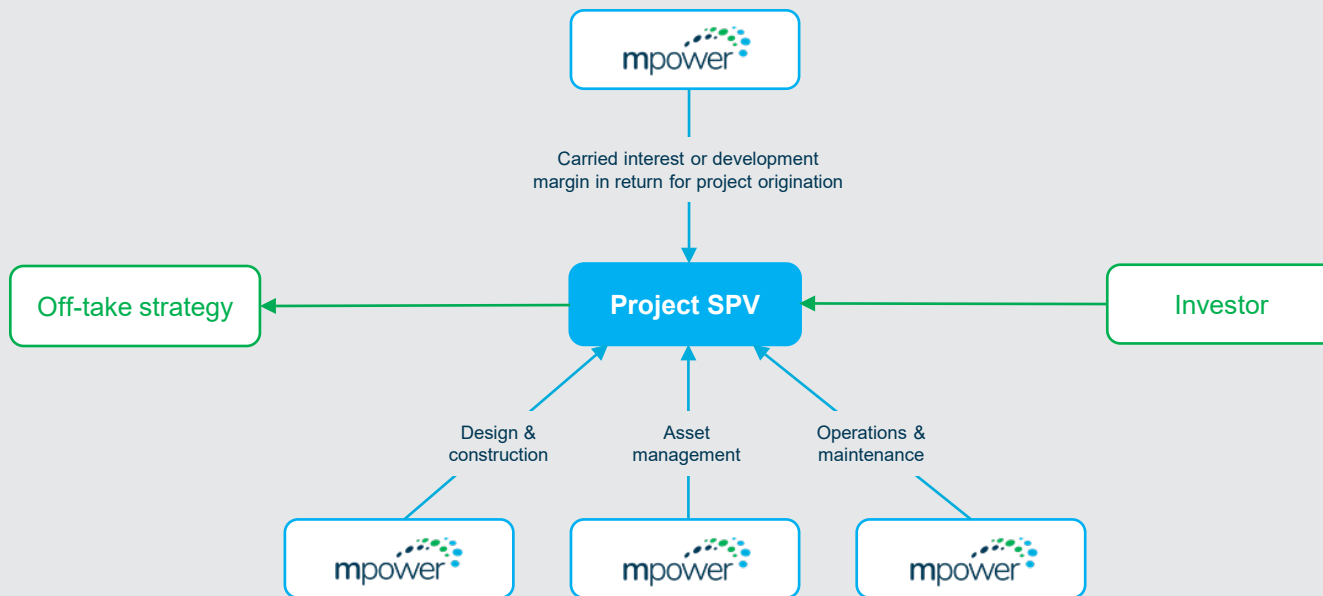 mpower
Carried interest or development
margin in return for project origination
Off-take strategy
Project SPV
Investor
Design &
construction
Asset
management
Operations &
maintenance
mpower
mpower
mpower